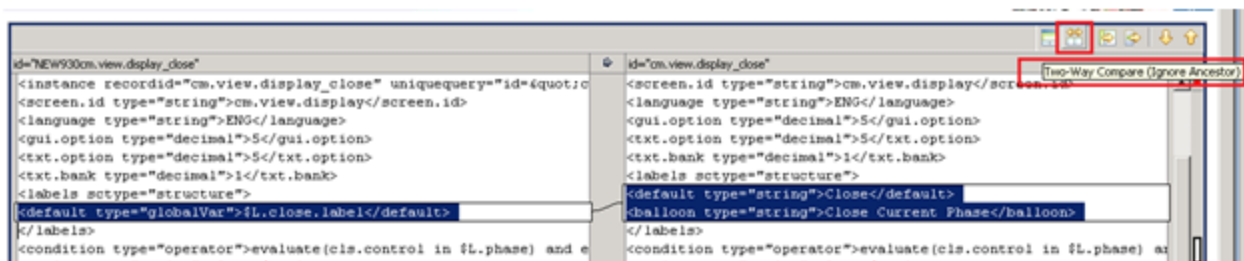 id="NEW930cm.view.display_close"
<instance recordid="cm.view.display_close" uniquequery="id=&quot;c
<screen.id type="string">cm.view.display</screen.id>
<language type="string">ENG</language>
<gui.option type="decimal">5</gui.option>
<txt.option type="decimal">5</txt.option>
<txt.bank type="decimal">1</txt.bank>
<labels sctype="structure">
<default type="globalVar">$L.close.label</default>
</labels>
<condition type="operator">evaluate(cls.control in $L.phase) and e
id="cm.view.display_close"
Two-Way Compare (Ignore Ancestor)
<screen.id type="string">cm.view.display</screen.id>
<language type="string">ENG</language>
<gui.option type="decimal">5</gui.option>
<txt.option type="decimal">5</txt.option>
<txt.bank type="decimal">1</txt.bank>
<labels sctype="structure">
<default type="string">Close</default>
<balloon type="string">Close Current Phase</balloon>
</labels>
<condition type="operator">evaluate(cls.control in $L.phase) a